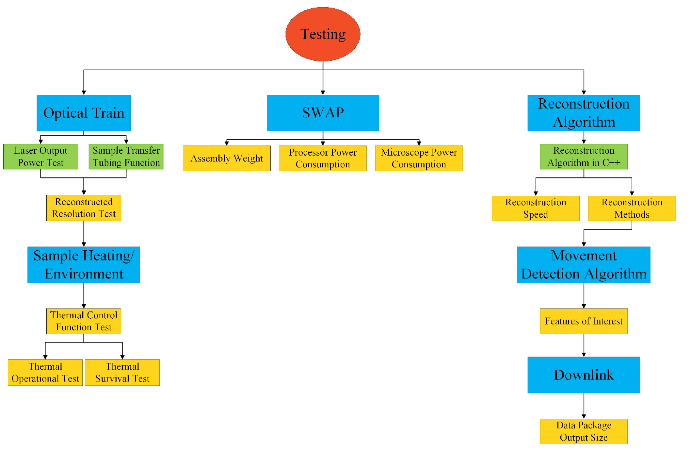 Testing
Optical Train
SWAP
Reconstruction
Algorithm
Laser Output
Power Test
Sample Transfer
Tubing Function
Assembly Weight
Processor Power
Consumption
Microscope Power
Consumption
Reconstruction
Algorithm in C++
Reconstructed
Resolution Test
Reconstruction
Speed
Reconstruction
Methods
Sample Heating/
Environment
Movement
Detection Algorithm
Thermal Control
Function Test
Features of Interest
Thermal
Operational Test
Thermal
Survival Test
Downlink
Data Package
Output Size